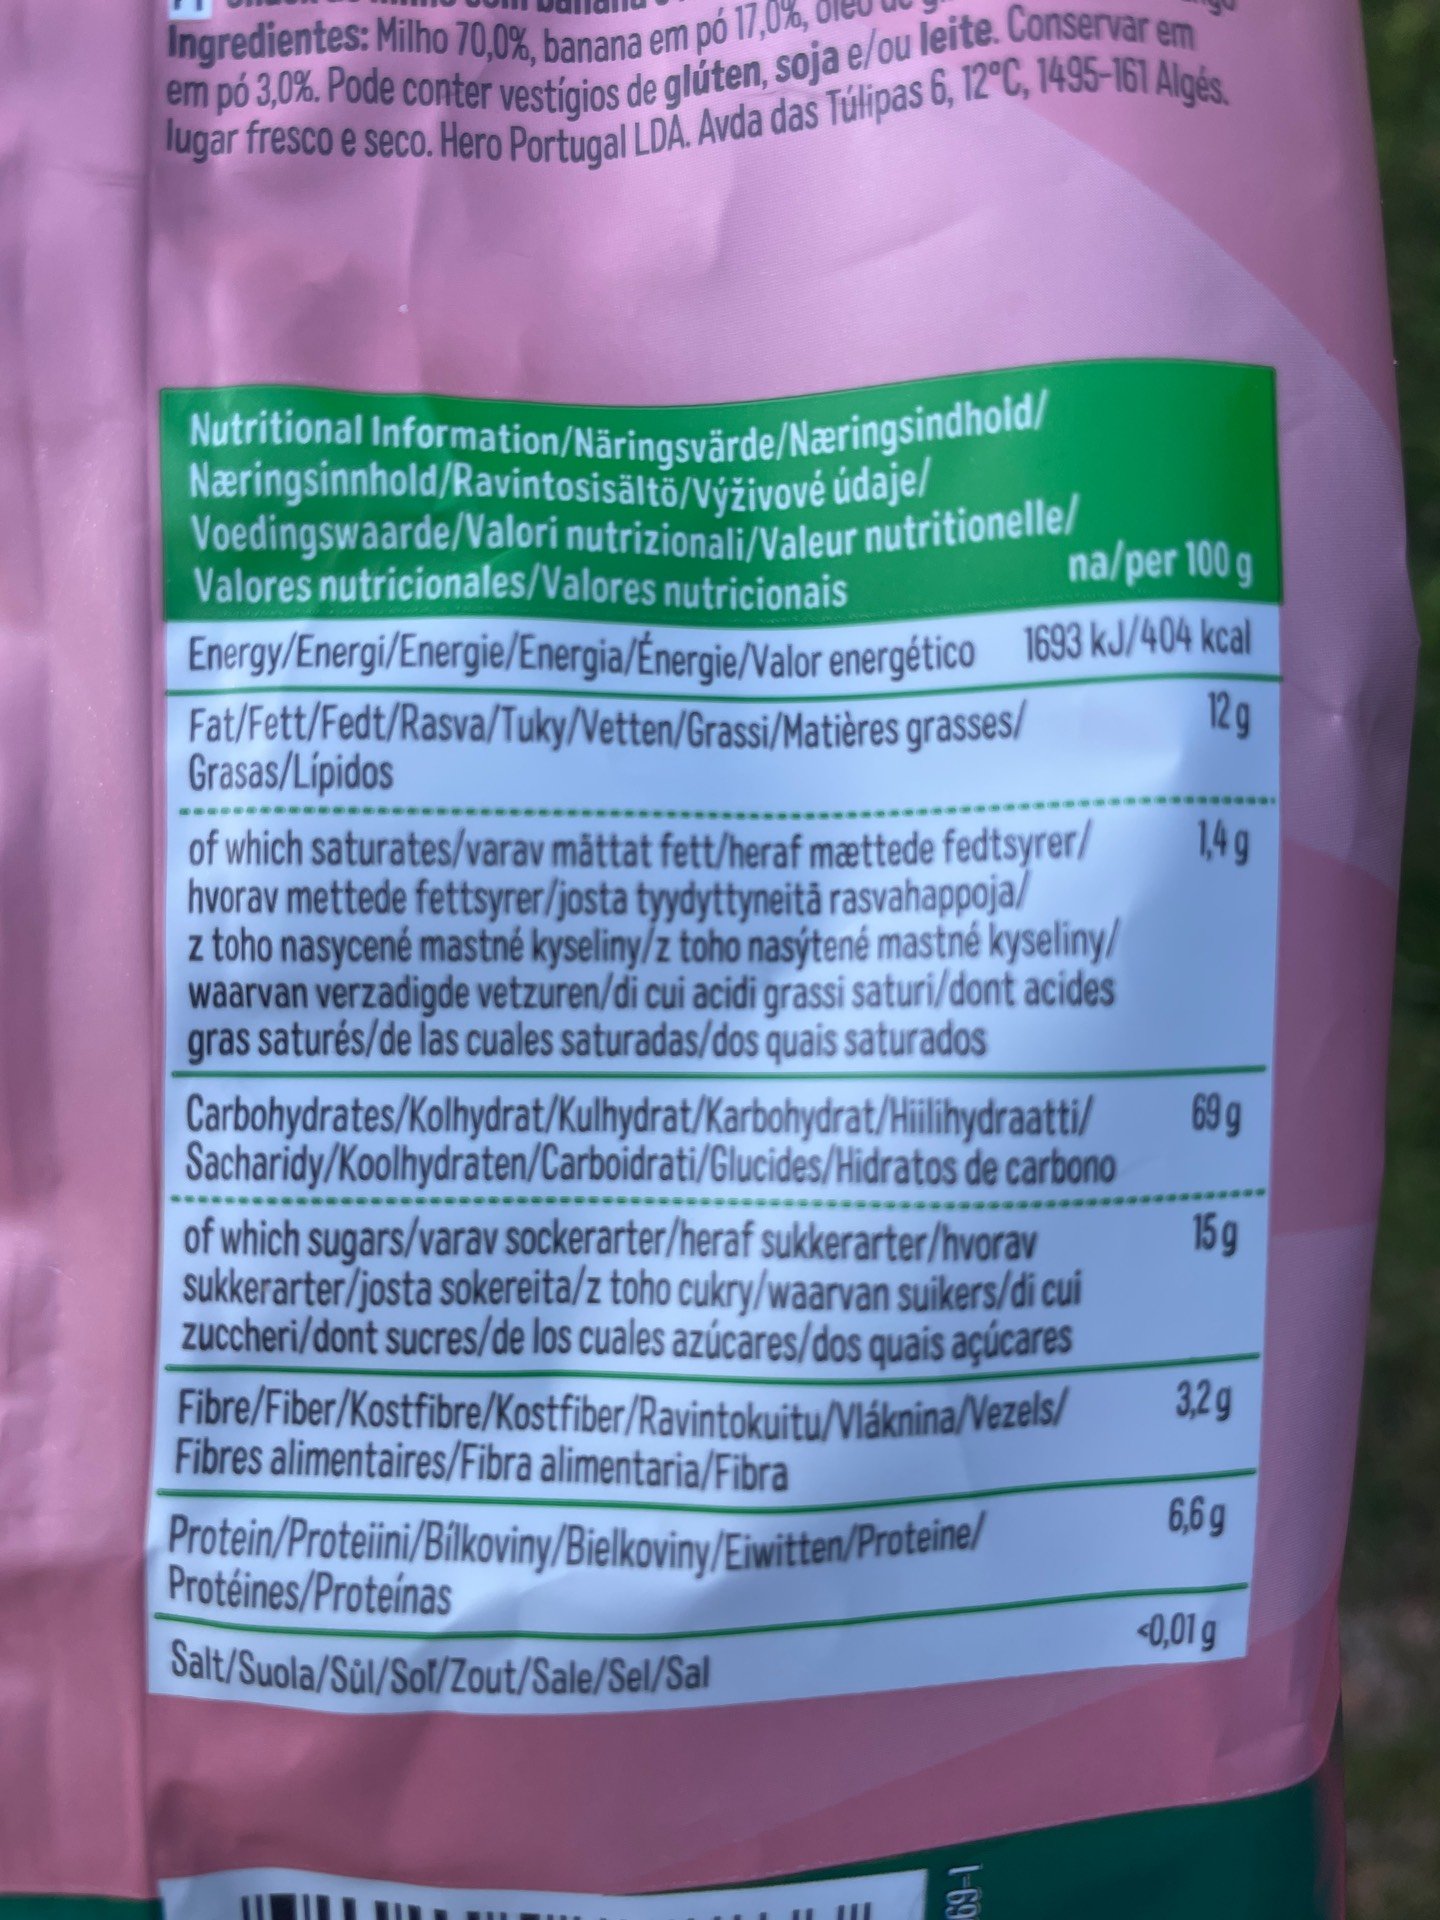 PT
Ingredientes: Milho 70,0%, banana em pó 17,0%, óleo de
em pó 3,0%. Pode conter vestígios de glúten, soja e/ou leite. Conservar em
lugar fresco e seco. Hero Portugal LDA. Avda das Túlipas 6, 12°C, 1495-161 Algés.
Nutritional Information/Näringsvärde/Næringsindhold/
Næringsinnhold/Ravintosisältö/Výživové údaje/
Voedingswaarde/Valori nutrizionali/Valeur nutritionelle/
Valores nutricionales/Valores nutricionais na/per 100 g
Energy/Energi/Energie/Energia/Énergie/Valor energético 1693 kJ/404 kcal
Fat/Fett/Fedt/Rasva/Tuky/Vetten/Grassi/Matières grasses/ 12 g
Grasas/Lípidos
of which saturates/varav mättat fett/heraf mættede fedtsyrer/ 1,4 g
hvorav mettede fettsyrer/josta tyydyttyneitä rasvahappoja/
z toho nasycené mastné kyseliny/z toho nasýtené mastné kyseliny/
waarvan verzadigde vetzuren/di cui acidi grassi saturi/dont acides
gras saturés/de las cuales saturadas/dos quais saturados
Carbohydrates/Kolhydrat/Kulhydrat/Karbohydrat/Hiilihydraatti/ 69 g
Sacharidy/Koolhydraten/Carboidrati/Glucides/Hidratos de carbono
of which sugars/varav sockerarter/heraf sukkerarter/hvorav 15 g
sukkerarter/josta sokereita/z toho cukry/waarvan suikers/di cui
zuccheri/dont sucres/de los cuales azúcares/dos quais açúcares
Fibre/Fiber/Kostfibre/Kostfiber/Ravintokuitu/Vláknina/Vezels/ 3,2 g
Fibres alimentaires/Fibra alimentaria/Fibra
Protein/Proteiini/Bílkoviny/Bielkoviny/Eiwitten/Proteine/ 6,6 g
Protéines/Proteínas
Salt/Suola/Sůl/Soľ/Zout/Sale/Sel/Sal <0,01 g
69-1